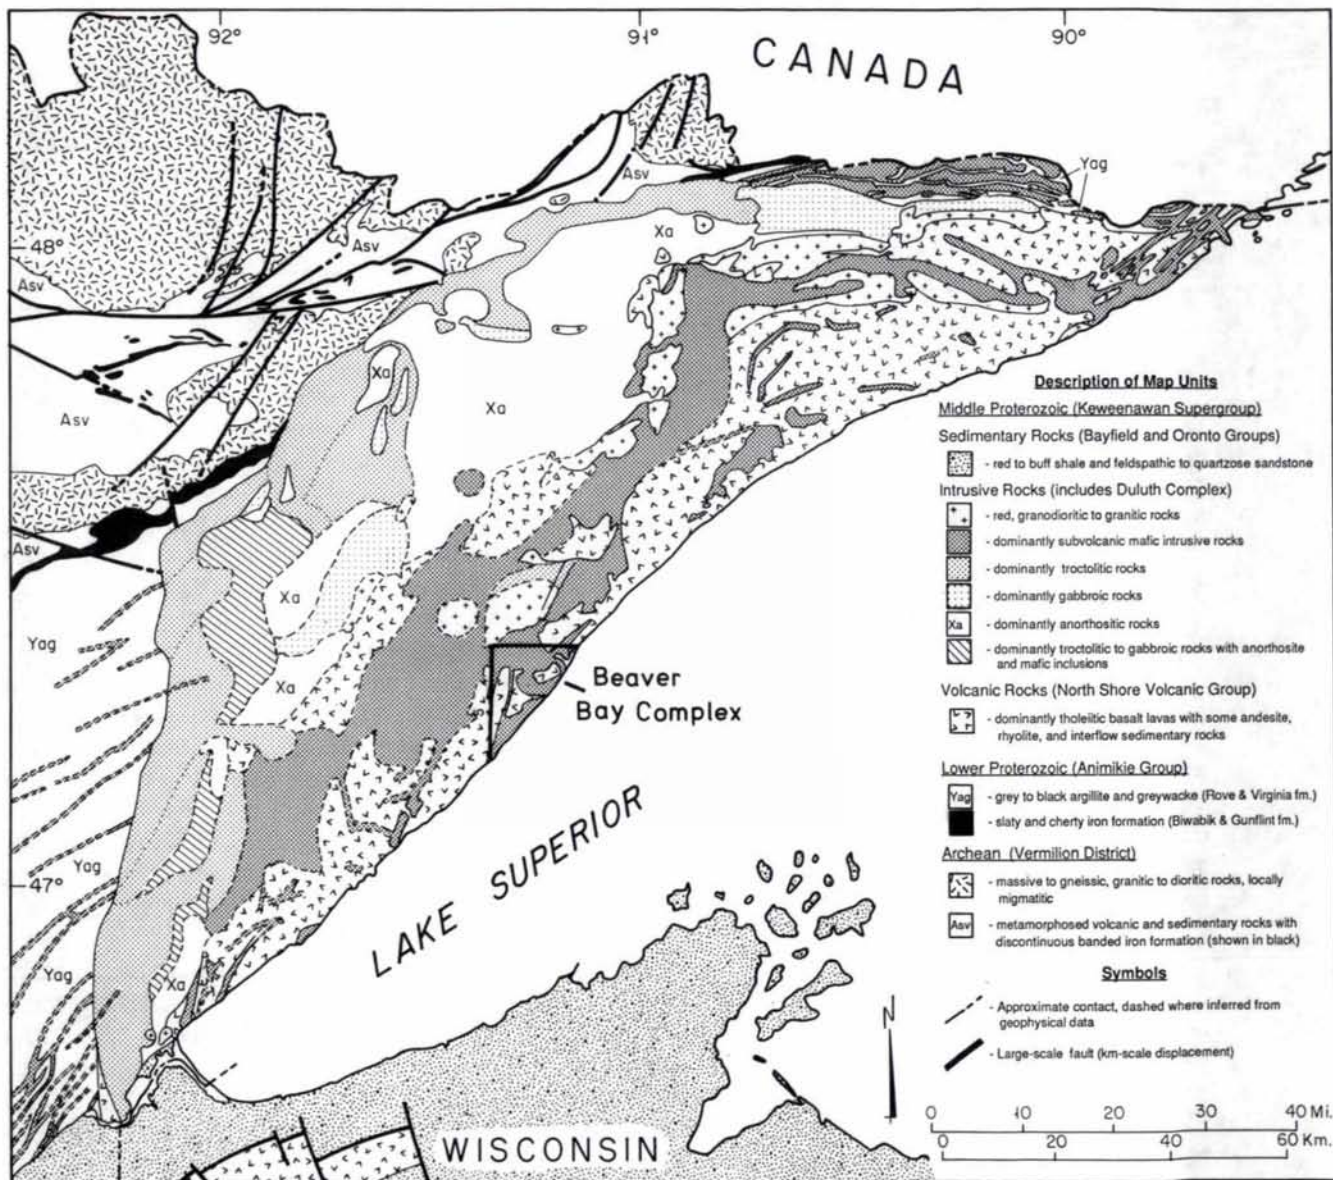 92°
91°
90°
CANADA
Yag
Asv
48°
Asv
Xa
Asv
Xa
Xa
Asv
Asv
Xa
Yag
Xa
Beaver
Bay Complex
47°
Yag
LAKE SUPERIOR
Yag
Xa
WISCONSIN
Description of Map Units
Middle Proterozoic (Keweenawan Supergroup)
Sedimentary Rocks (Bayfield and Oronto Groups)
- red to buff shale and feldspathic to quartzose sandstone
Intrusive Rocks (includes Duluth Complex)
- red, granodioritic to granitic rocks
- dominantly subvolcanic mafic intrusive rocks
- dominantly troctolitic rocks
- dominantly gabbroic rocks
Xa - dominantly anorthositic rocks
- dominantly troctolitic to gabbroic rocks with anorthosite
and mafic inclusions
Volcanic Rocks (North Shore Volcanic Group)
- dominantly tholeiitic basalt lavas with some andesite,
rhyolite, and interflow sedimentary rocks
Lower Proterozoic (Animikie Group)
Yag - grey to black argillite and greywacke (Rove & Virginia fm.)
- slaty and cherty iron formation (Biwabik & Gunflint fm.)
Archean (Vermilion District)
- massive to gneissic, granitic to dioritic rocks, locally
migmatitic
Asv - metamorphosed volcanic and sedimentary rocks with
discontinuous banded iron formation (shown in black)
Symbols
- Approximate contact, dashed where inferred from
geophysical data
- Large-scale fault (km-scale displacement)
N
0 10 20 30 40 Mi.
0 20 40 60 Km.